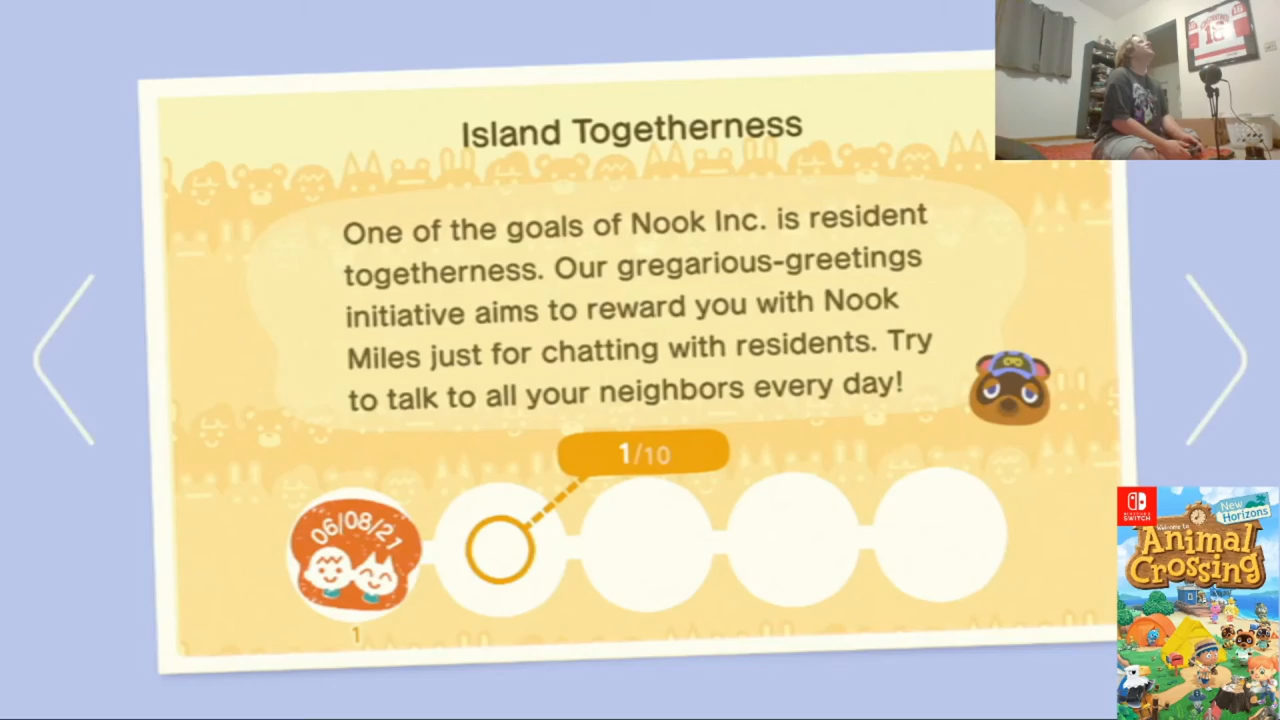 Island Togetherness
One of the goals of Nook Inc. is resident
togetherness. Our gregarious-greetings
initiative aims to reward you with Nook
Miles just for chatting with residents. Try
to talk to all your neighbors every day!
1/10
06/08/21
1
NINTENDO
SWITCH
New
Horizons
Welcome to
Animal
Crossing